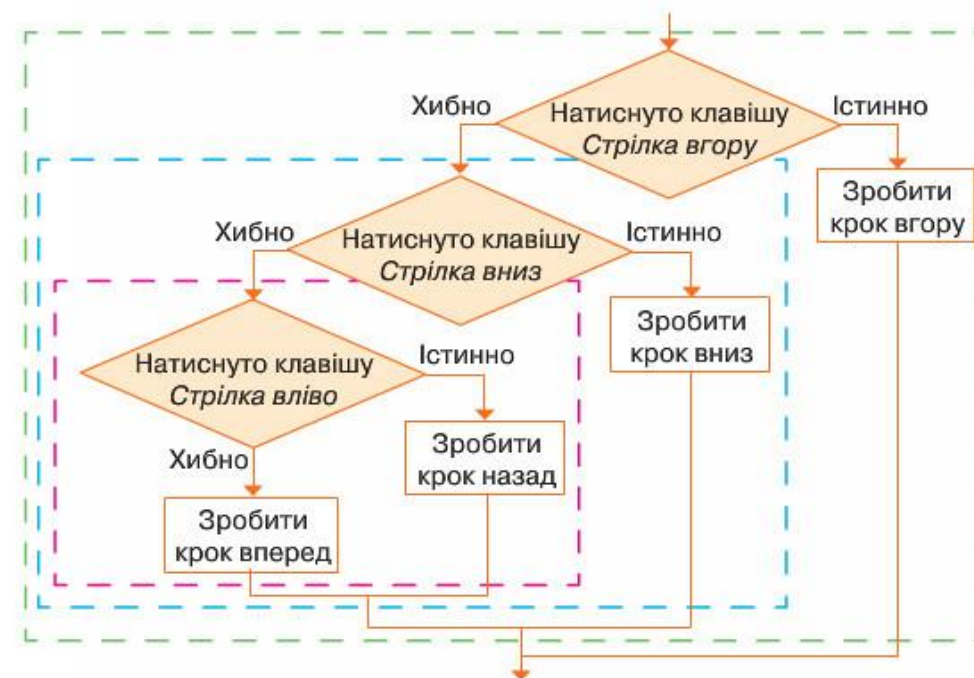 Хибно
Натиснуто клавішу
Стрілка вгору
Істинно
Зробити
крок вгору
Хибно
Натиснуто клавішу
Стрілка вниз
Істинно
Зробити
крок вниз
Натиснуто клавішу
Стрілка вліво
Істинно
Зробити
крок назад
Хибно
Зробити
крок вперед